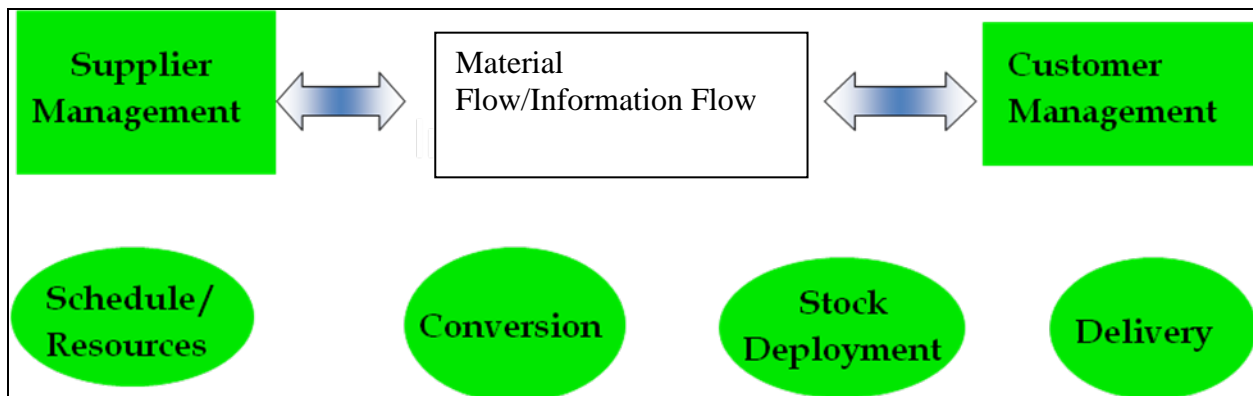 Supplier
Management
Material
Flow/Information Flow
Customer
Management
Schedule/
Resources
Conversion
Stock
Deployment
Delivery